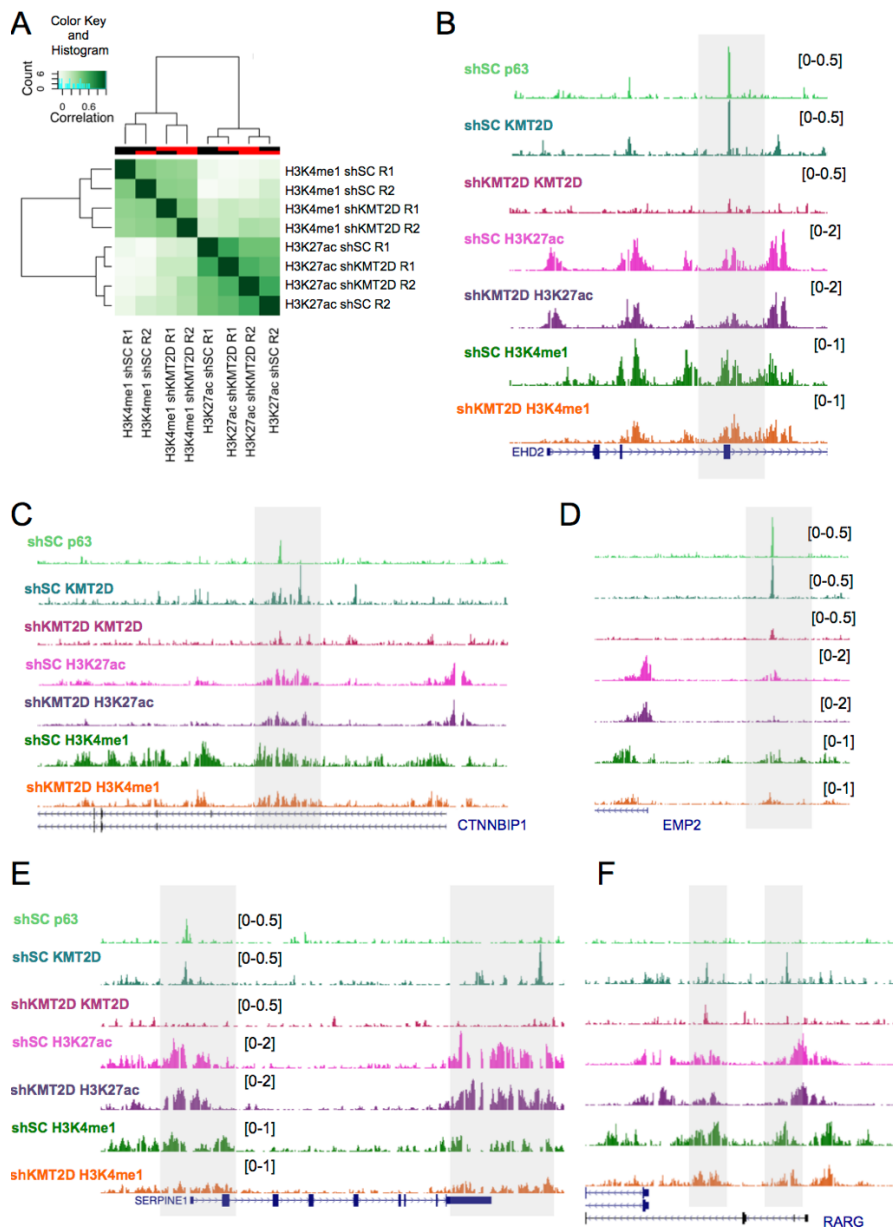 A
Color Key
and
Histogram
Count
0 6
0 0.6
Correlation
H3K4me1 shSC R1
H3K4me1 shSC R2
H3K4me1 shKMT2D R1
H3K4me1 shKMT2D R2
H3K27ac shSC R1
H3K27ac shKMT2D R1
H3K27ac shKMT2D R2
H3K27ac shSC R2
H3K4me1 shSC R1
H3K4me1 shSC R2
H3K4me1 shKMT2D R1
H3K4me1 shKMT2D R2
H3K27ac shSC R1
H3K27ac shKMT2D R1
H3K27ac shKMT2D R2
H3K27ac shSC R2
B
shSC p63 [0-0.5]
shSC KMT2D [0-0.5]
shKMT2D KMT2D [0-0.5]
shSC H3K27ac [0-2]
shKMT2D H3K27ac [0-2]
shSC H3K4me1 [0-1]
shKMT2D H3K4me1 [0-1]
EHD2
C
shSC p63
shSC KMT2D
shKMT2D KMT2D
shSC H3K27ac
shKMT2D H3K27ac
shSC H3K4me1
shKMT2D H3K4me1
CTNNBIP1
D
[0-0.5]
[0-0.5]
[0-0.5]
[0-2]
[0-2]
[0-1]
[0-1]
EMP2
E
shSC p63 [0-0.5]
shSC KMT2D [0-0.5]
shKMT2D KMT2D [0-0.5]
shSC H3K27ac [0-2]
shKMT2D H3K27ac [0-2]
shSC H3K4me1 [0-1]
shKMT2D H3K4me1 [0-1]
SERPINE1
F
RARG